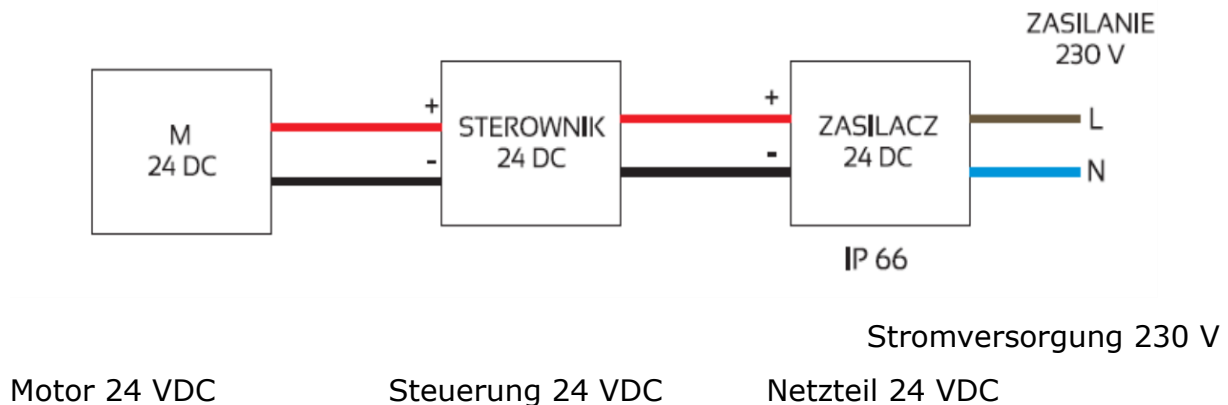 ZASILANIE
230 V
M
24 DC
+
-
STEROWNIK
24 DC
+
-
ZASILACZ
24 DC
L
N
IP 66
Stromversorgung 230 V
Motor 24 VDC
Steuerung 24 VDC
Netzteil 24 VDC